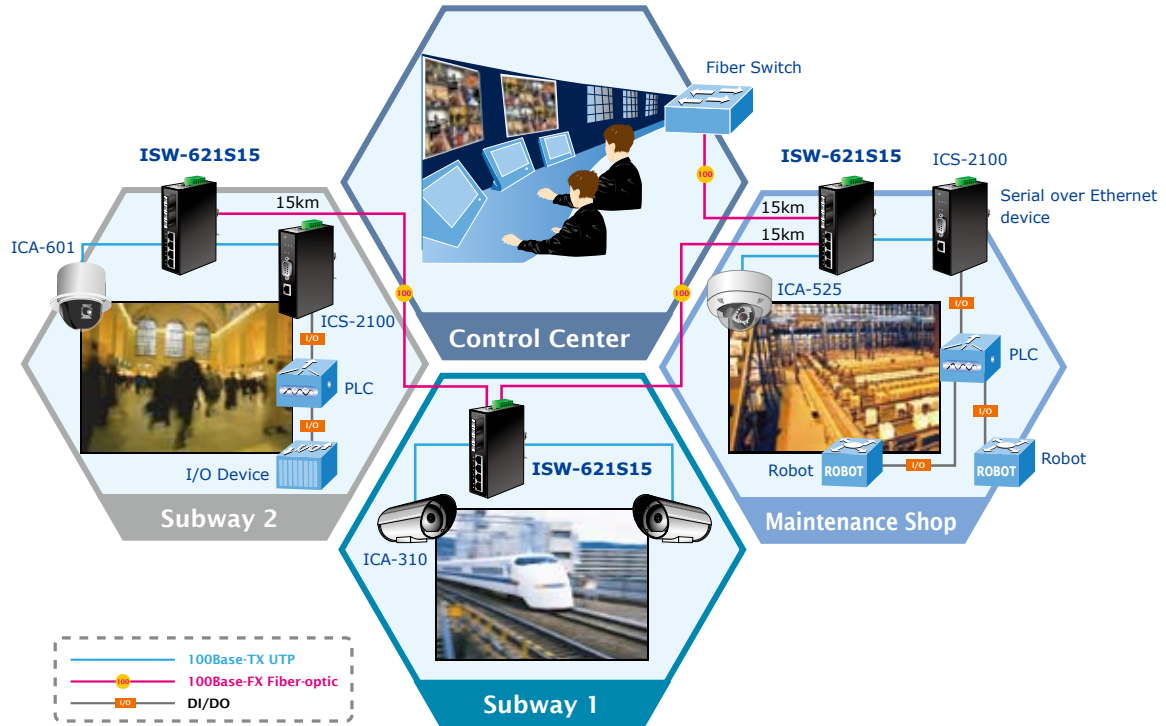 Fiber Switch
100
Control Center
ISW-621S15
15km
ICA-601
ICS-2100
I/O
PLC
I/O
I/O Device
Subway 2
100
ISW-621S15
ICS-2100
Serial over Ethernet
device
15km
15km
ICA-525
100
I/O
PLC
I/O
I/O
Robot
ROBOT
ROBOT
Robot
Maintenance Shop
ISW-621S15
ICA-310
Subway 1
100Base-TX UTP
100
100Base-FX Fiber-optic
I/O
DI/DO